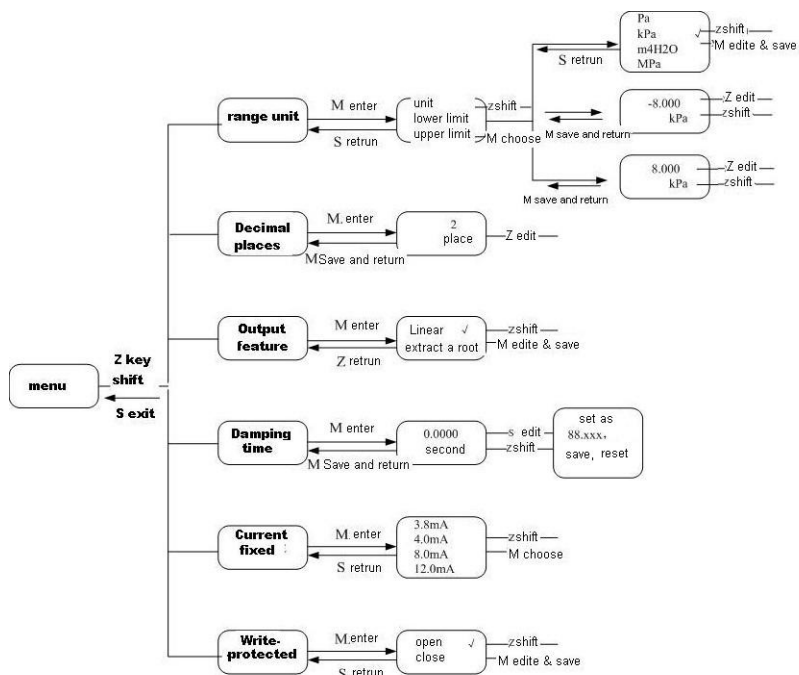 Pa
kPa
m4H2O
MPa
√
zshift
M edite & save
S retrun
range unit
M enter
S retrun
unit
lower limit
upper limit
zshift
M choose
-8.000
kPa
Z edit
zshift
M save and return
8.000
kPa
Z edit
zshift
M save and return
Decimal
places
M. enter
M Save and return
2
place
Z edit
Output
feature
M enter
Z retrun
Linear √
extract a root
zshift
M edite & save
menu
Z key
shift
S exit
Damping
time
M enter
M Save and return
0.0000
second
s edit
zshift
set as
88.xxx,
save, reset
Current
fixed
M. enter
S retrun
3.8mA
4.0mA
8.0mA
12.0mA
zshift
M choose
Write-
protected
M.enter
S retrun
open √
close
zshift
M edite & save